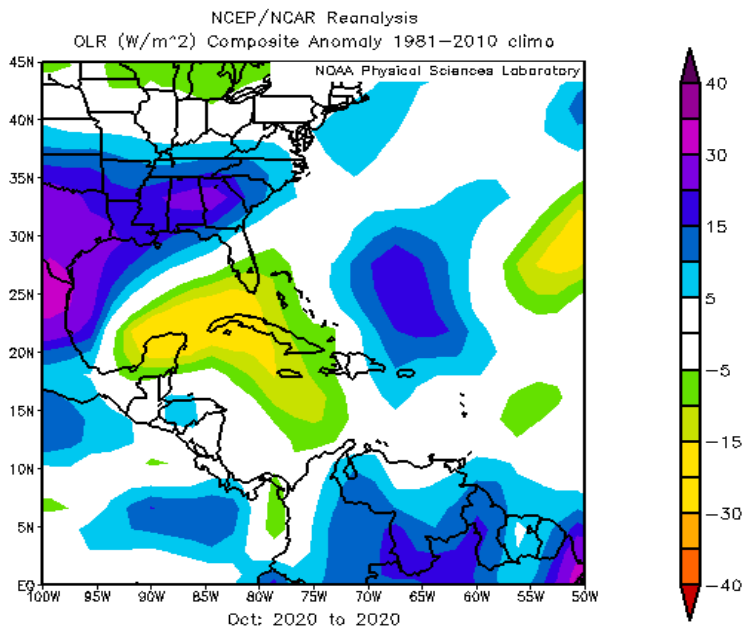 NCEP/NCAR Reanalysis
OLR (W/m^2) Composite Anomaly 1981-2010 climo
NOAA Physical Sciences Laboratory
45N
40N
35N
30N
25N
20N
15N
10N
5N
EQ
100W 95W 90W 85W 80W 75W 70W 65W 60W 55W 50W
Oct: 2020 to 2020
40
30
15
5
-5
-15
-30
-40